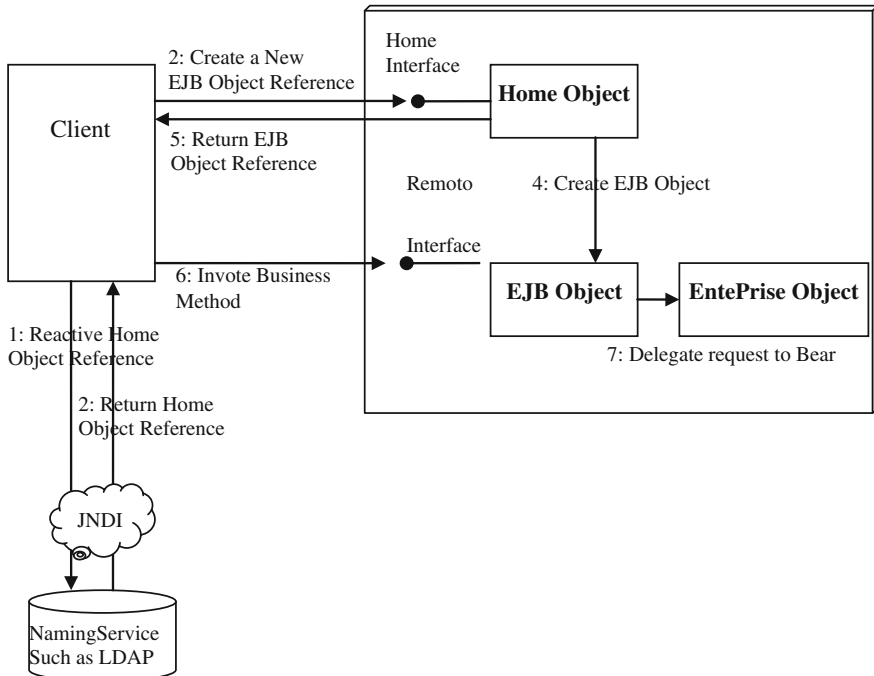 2: Create a New
EJB Object Reference
Home
Interface
Home Object
Client
5: Return EJB
Object Reference
Remoto
4: Create EJB Object
Interface
6: Invote Business
Method
EJB Object
EntePrise Object
7: Delegate request to Bear
1: Reactive Home
Object Reference
2: Return Home
Object Reference
JNDI
NamingService
Such as LDAP